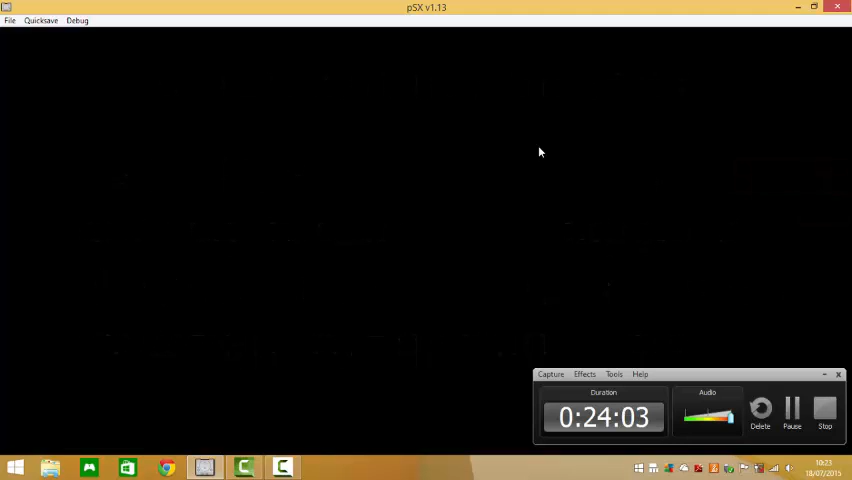 pSX v1.13
File Quicksave Debug
Capture Effects Tools Help
Duration
Audio
0:24:03
Delete Pause Stop
10:23
18/07/2015